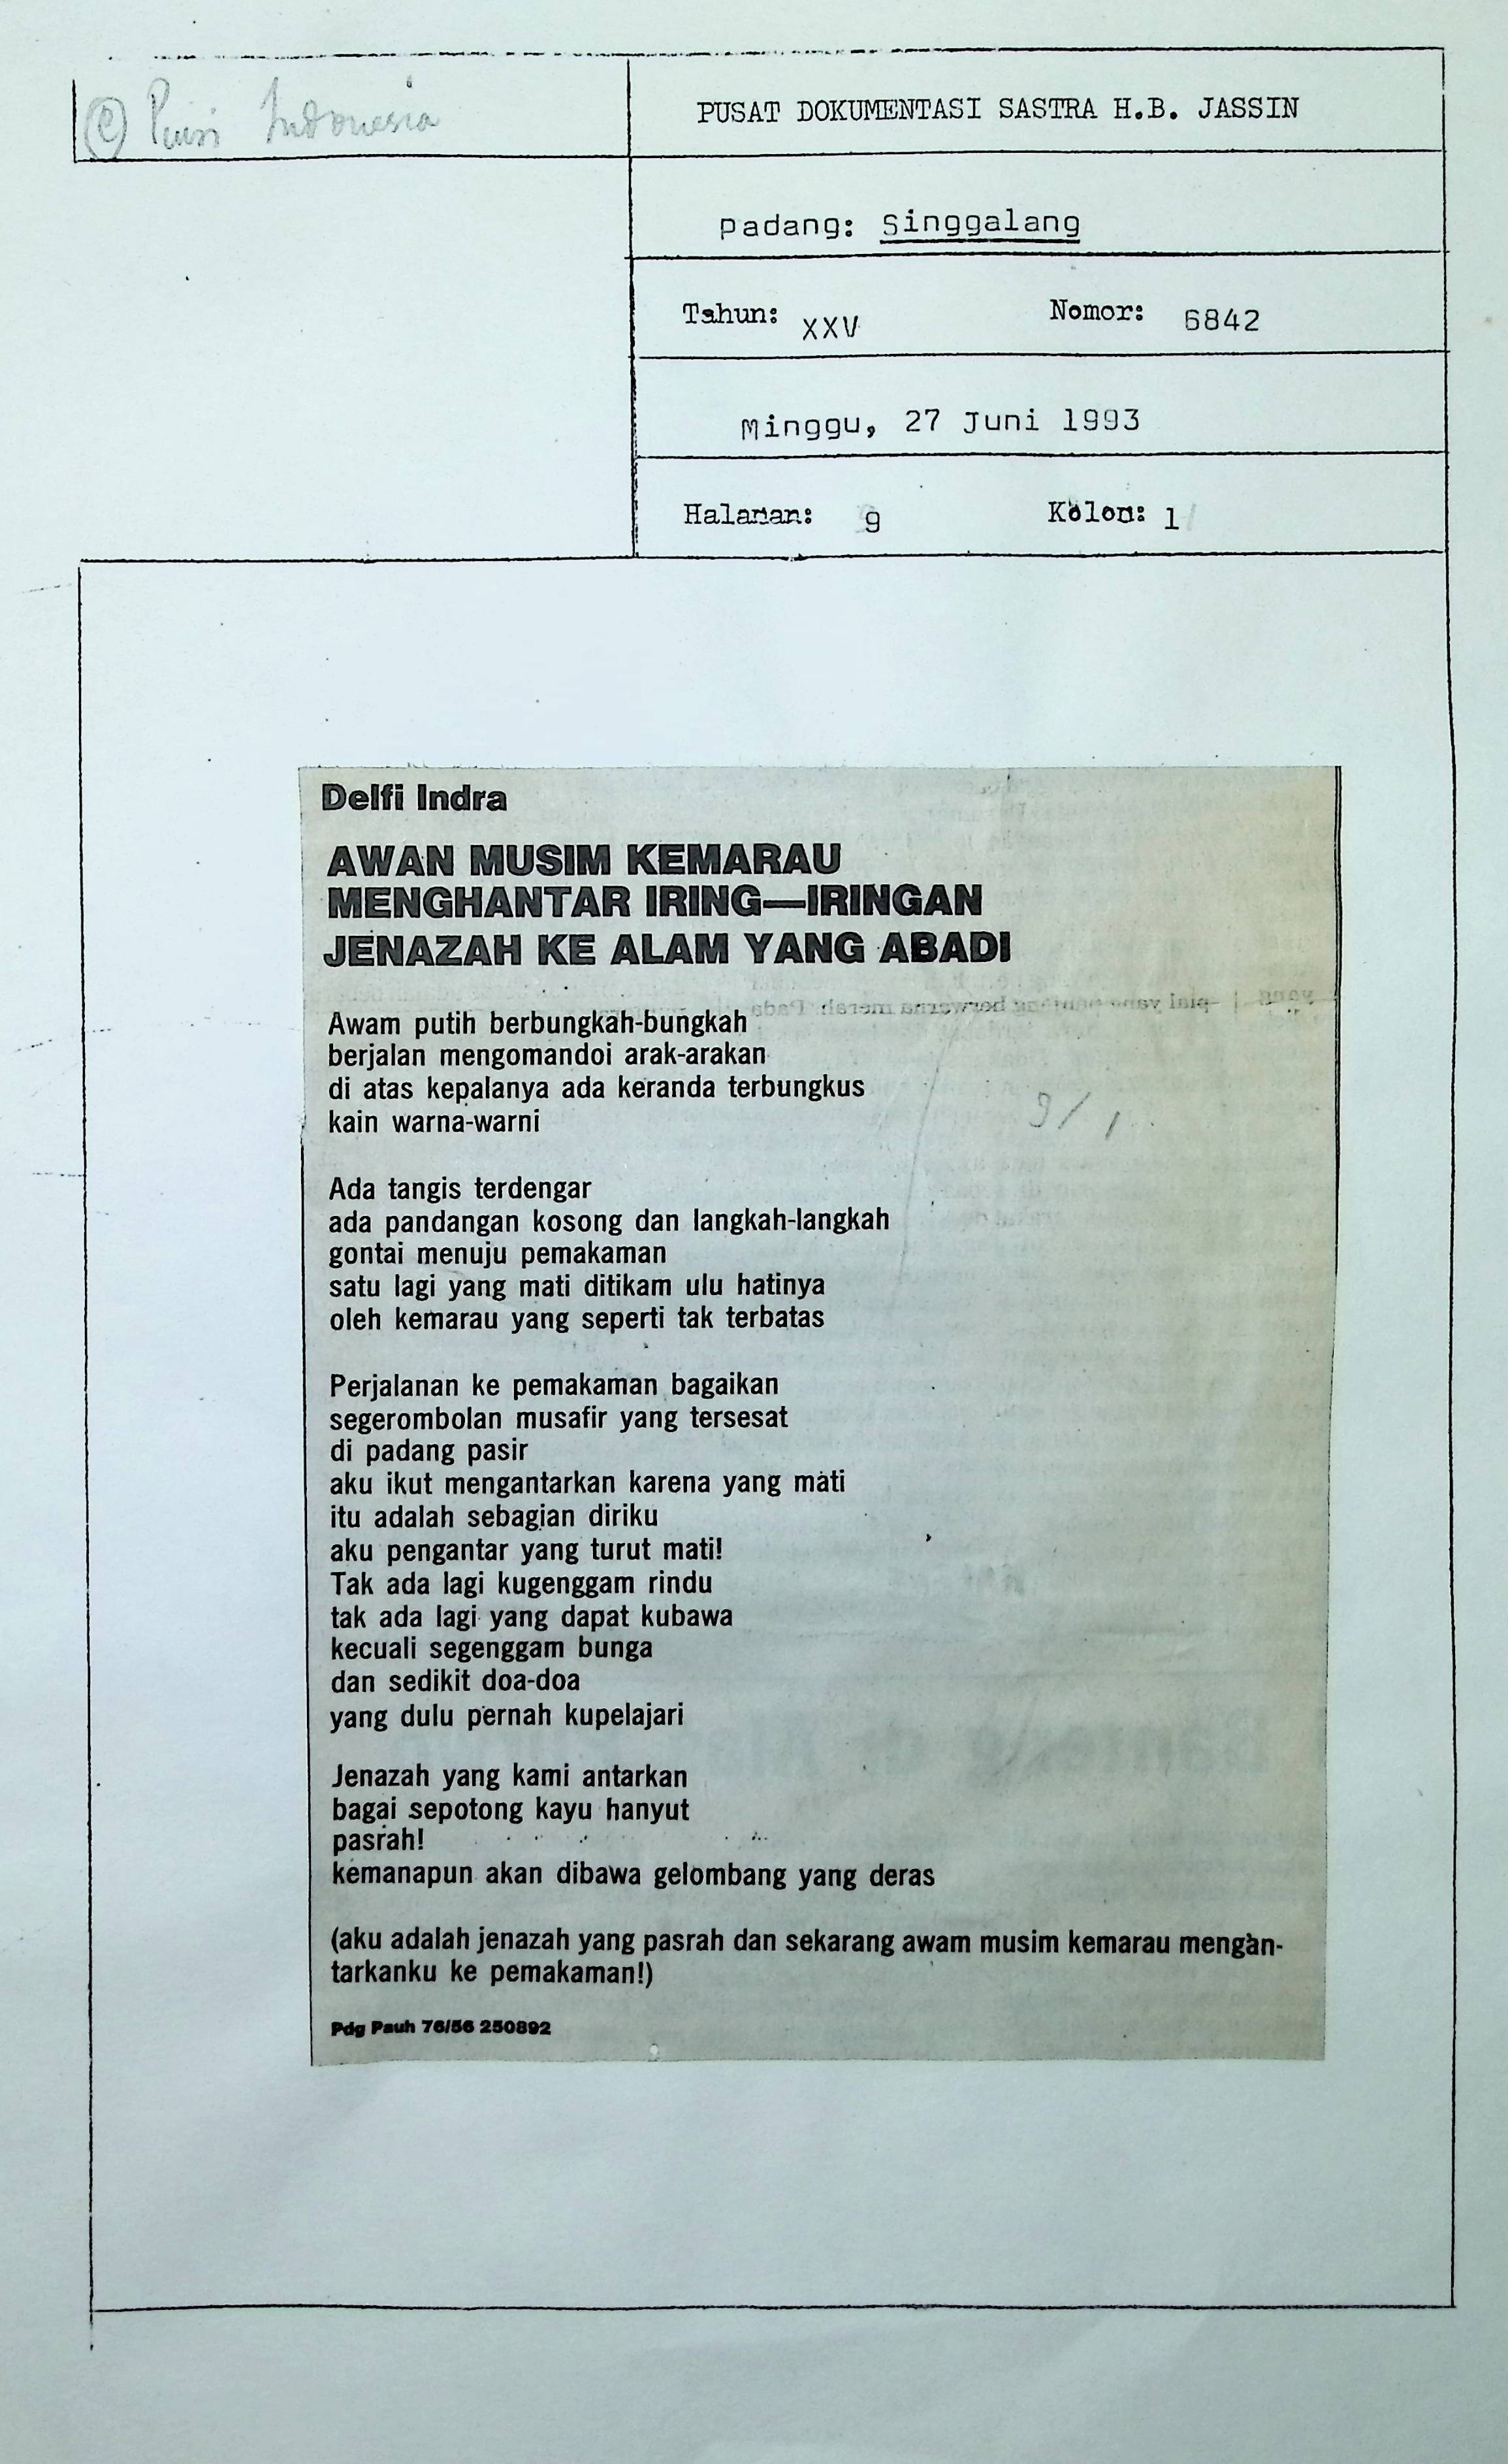 © Puisi Indonesia
PUSAT DOKUMENTASI SASTRA H.B. JASSIN
Padang: Singgalang
Tahun: XXV Nomor: 6842
Minggu, 27 Juni 1993
Halaman: 9 Kolom: 1
Delfi Indra
AWAN MUSIM KEMARAU
MENGHANTAR IRING—IRINGAN
JENAZAH KE ALAM YANG ABADI
Awam putih berbungkah-bungkah
berjalan mengomandoi arak-arakan
di atas kepalanya ada keranda terbungkus
kain warna-warni
9/1
Ada tangis terdengar
ada pandangan kosong dan langkah-langkah
gontai menuju pemakaman
satu lagi yang mati ditikam ulu hatinya
oleh kemarau yang seperti tak terbatas
Perjalanan ke pemakaman bagaikan
segerombolan musafir yang tersesat
di padang pasir
aku ikut mengantarkan karena yang mati
itu adalah sebagian diriku
aku pengantar yang turut mati!
Tak ada lagi kugenggam rindu
tak ada lagi yang dapat kubawa
kecuali segenggam bunga
dan sedikit doa-doa
yang dulu pernah kupelajari
Jenazah yang kami antarkan
bagai sepotong kayu hanyut
pasrah!
kemanapun akan dibawa gelombang yang deras
(aku adalah jenazah yang pasrah dan sekarang awam musim kemarau mengan-
tarkanku ke pemakaman!)
Pdg Pauh 76/56 250892